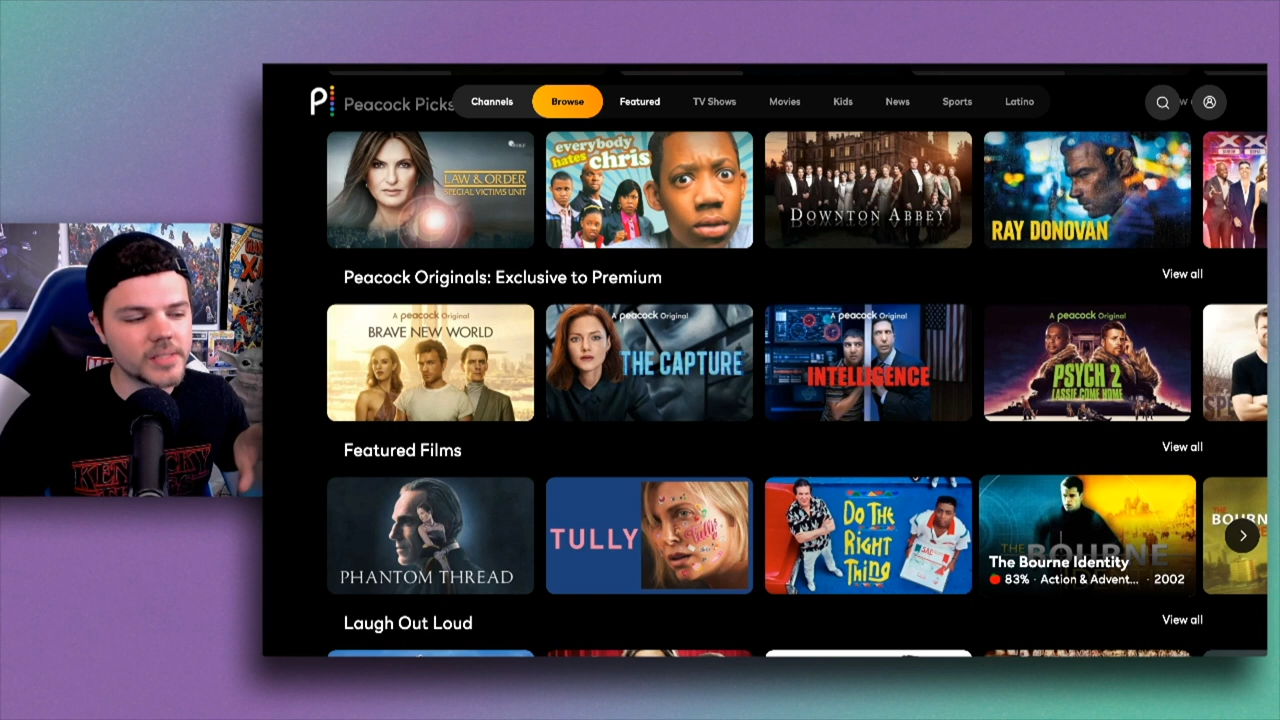 Peacock Picks
Channels
Browse
Featured
TV Shows
Movies
Kids
News
Sports
Latino
LAW & ORDER
SPECIAL VICTIMS UNIT
everybody
hates chris
DOWNTON ABBEY
RAY DONOVAN
Peacock Originals: Exclusive to Premium
View all
A peacock Original
BRAVE NEW WORLD
A peacock Original
THE CAPTURE
A peacock Original
INTELLIGENCE
A peacock Original
PSYCH 2
LASSIE COME HOME
Featured Films
View all
PHANTOM THREAD
TULLY
Tully
DO THE
RIGHT
THING
THE BOURNE
The Bourne Identity
83% · Action & Advent... · 2002
THE
BOURN
Laugh Out Loud
View all
KENTUCKY